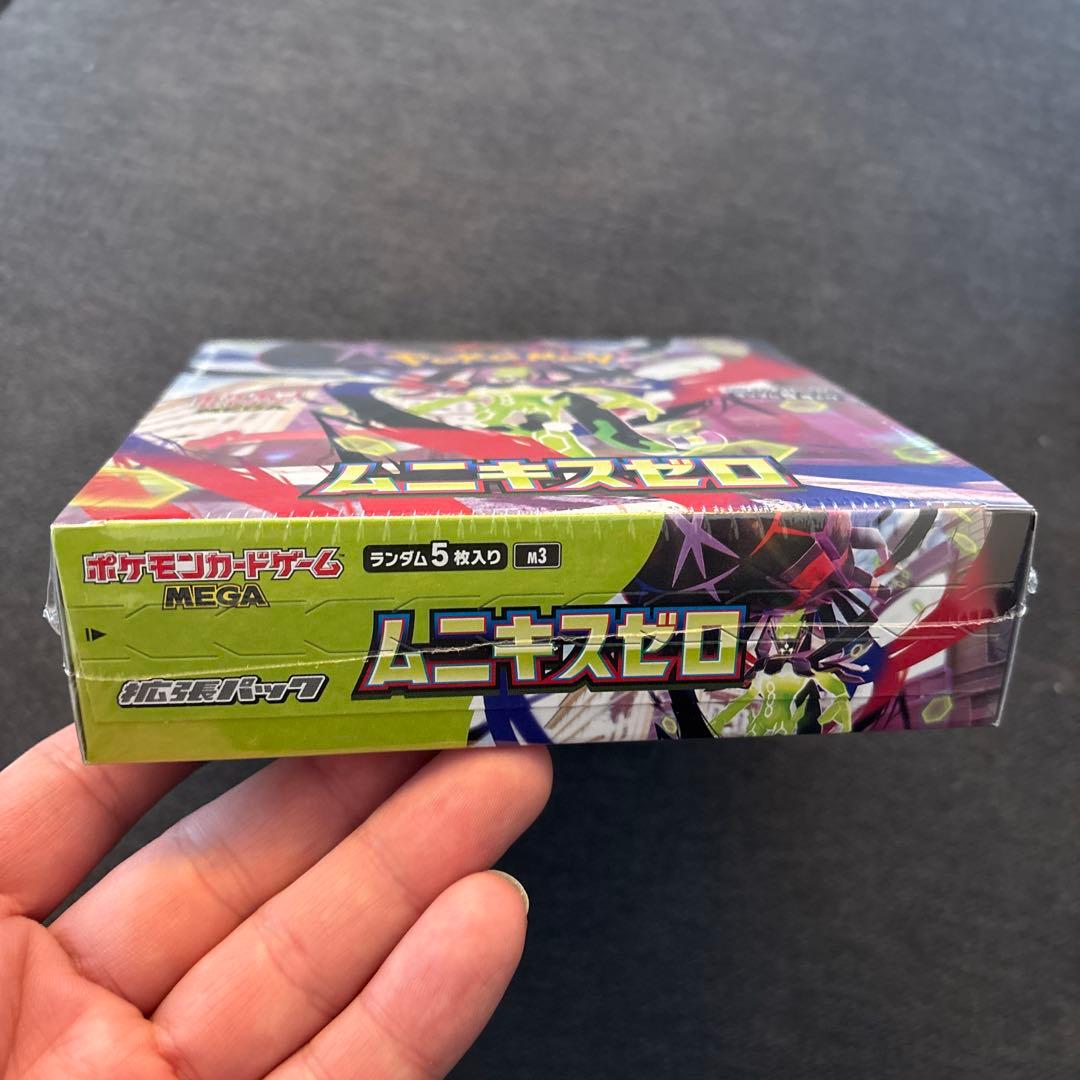 POKÉMON
ムニキスゼロ
ポケモンカードゲーム
MEGA
ランダム5枚入り
M3
ムニキスゼロ
拡張パック